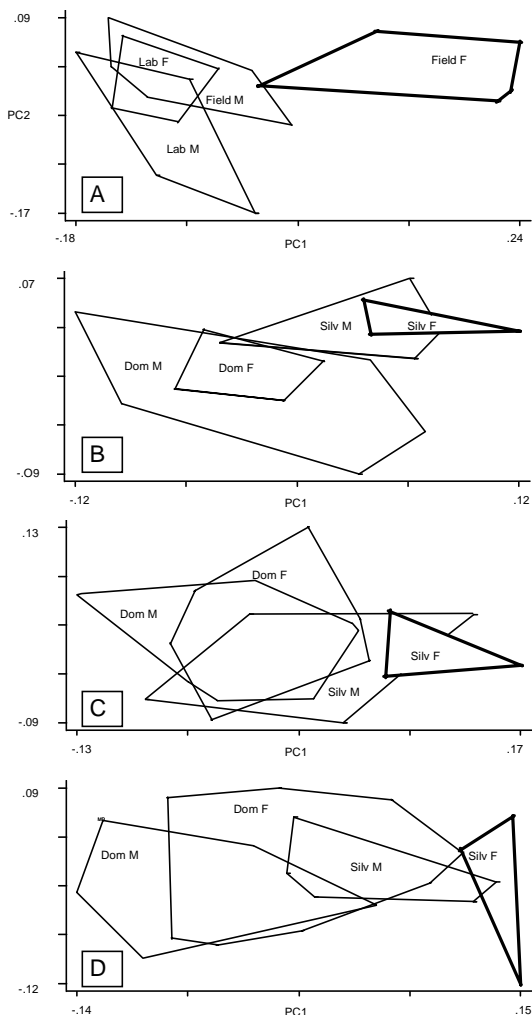 .09
Lab F
Field F
Field M
PC2
Lab M
A
-.17
-.18
PC1
.24
.07
Silv M
Silv F
Dom M
Dom F
B
-.O9
-.12
PC1
.12
.13
Dom F
Dom M
Silv F
Silv M
C
-.09
-.13
PC1
.17
.09
Dom F
Dom M
Silv M
Silv F
D
-.12
-.14
PC1
.15